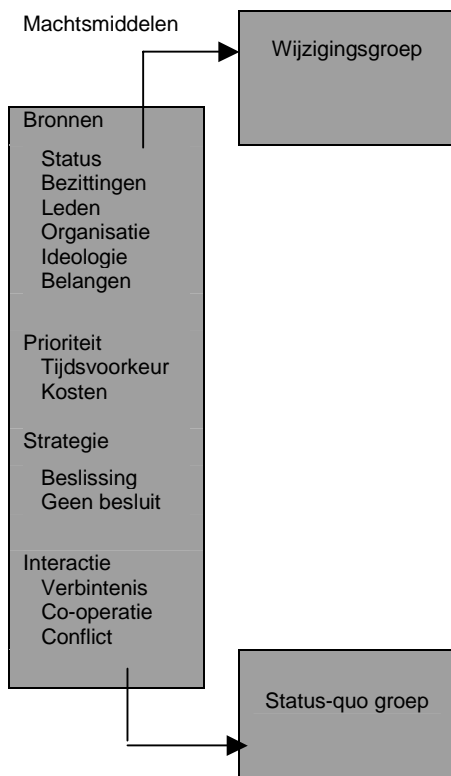 Machtsmiddelen
Wijzigingsgroep
Bronnen
Status
Bezittingen
Leden
Organisatie
Ideologie
Belangen
Prioriteit
Tijdsvoorkeur
Kosten
Strategie
Beslissing
Geen besluit
Interactie
Verbintenis
Co-operatie
Conflict
Status-quo groep